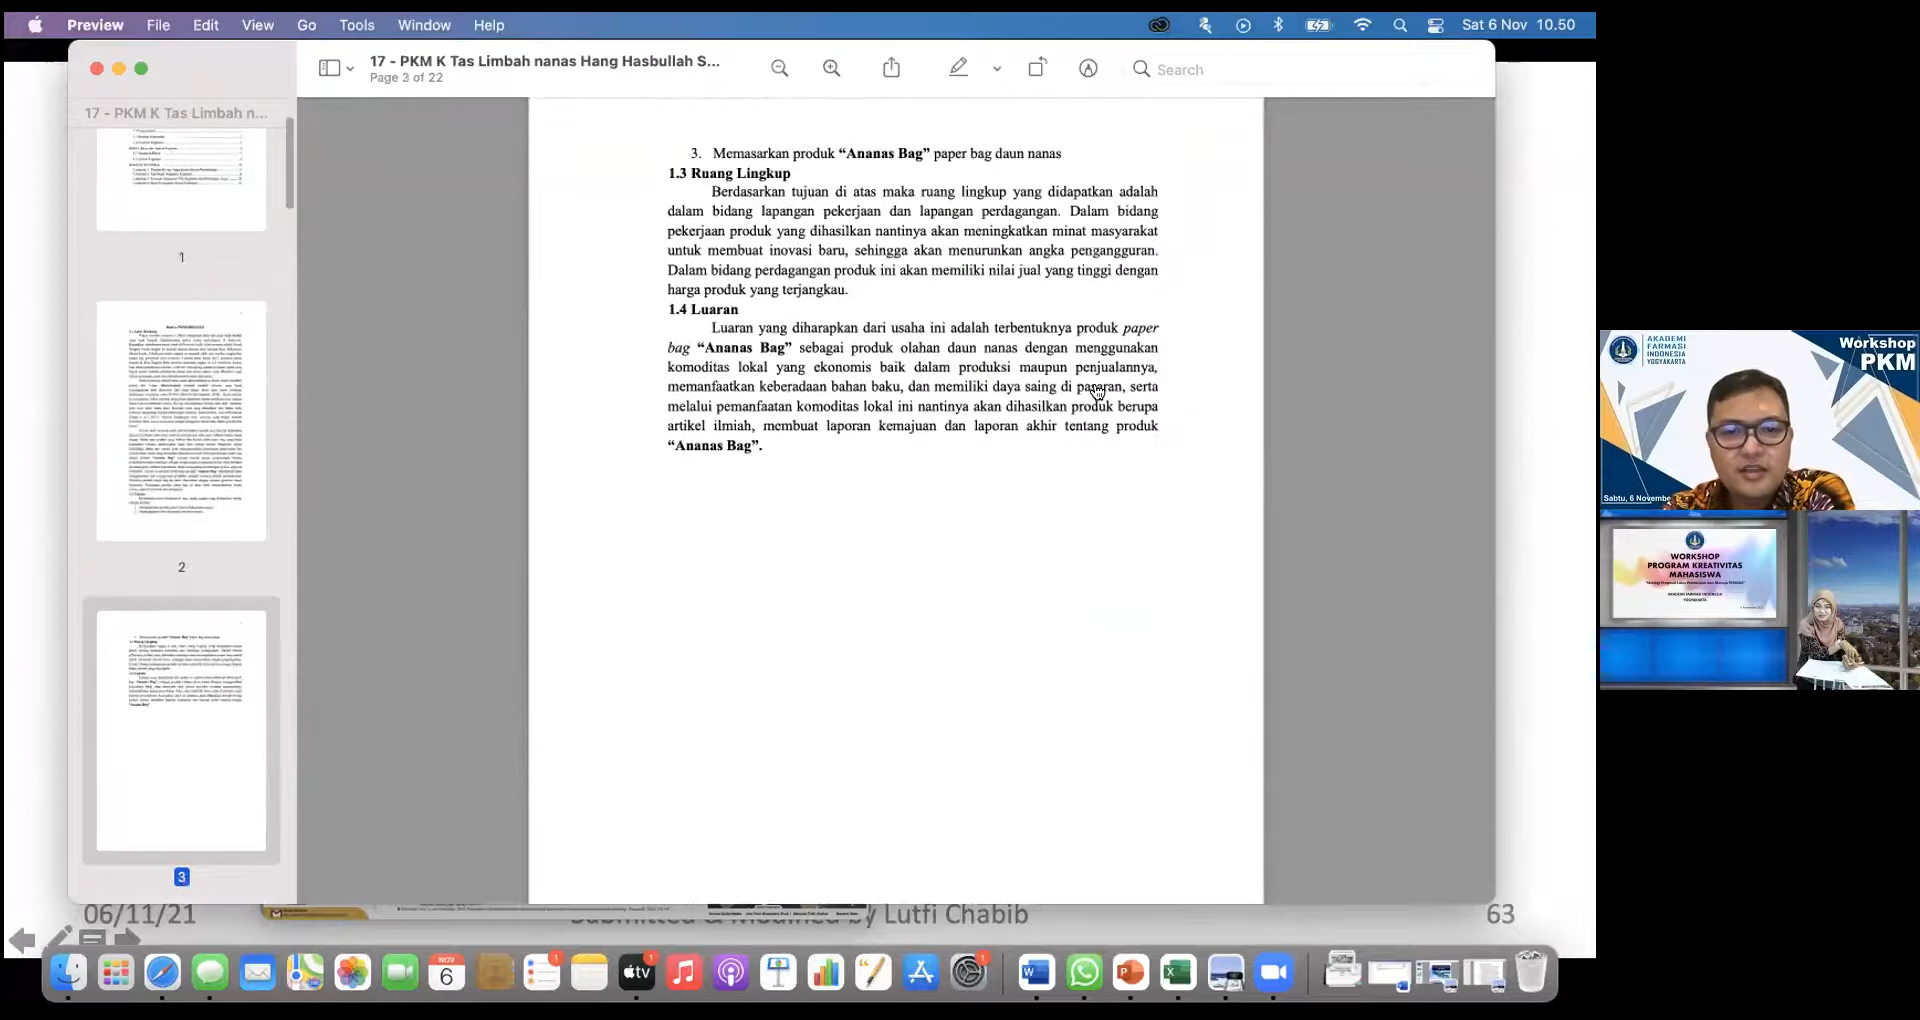 Preview File Edit View Go Tools Window Help
Sat 6 Nov 10.50
17 - PKM K Tas Limbah nanas Hang Hasbullah S...
Page 3 of 22
Search
17 - PKM K Tas Limbah n...
1
2
3
3. Memasarkan produk “Ananas Bag” paper bag daun nanas
1.3 Ruang Lingkup
Berdasarkan tujuan di atas maka ruang lingkup yang didapatkan adalah
dalam bidang lapangan pekerjaan dan lapangan perdagangan. Dalam bidang
pekerjaan produk yang dihasilkan nantinya akan meningkatkan minat masyarakat
untuk membuat inovasi baru, sehingga akan menurunkan angka pengangguran.
Dalam bidang perdagangan produk ini akan memiliki nilai jual yang tinggi dengan
harga produk yang terjangkau.
1.4 Luaran
Luaran yang diharapkan dari usaha ini adalah terbentuknya produk paper
bag “Ananas Bag” sebagai produk olahan daun nanas dengan menggunakan
komoditas lokal yang ekonomis baik dalam produksi maupun penjualannya,
memanfaatkan keberadaan bahan baku, dan memiliki daya saing di pasaran, serta
melalui pemanfaatan komoditas lokal ini nantinya akan dihasilkan produk berupa
artikel ilmiah, membuat laporan kemajuan dan laporan akhir tentang produk
“Ananas Bag”.
06/11/21
by Lutfi Chabib
63
NOV
6
tv
AKADEMI
FARMASI
INDONESIA
YOGYAKARTA
Workshop
PKM
Sabtu, 6 Novembe
WORKSHOP
PROGRAM KREATIVITAS
MAHASISWA
AKADEMI FARMASI INDONESIA
YOGYAKARTA